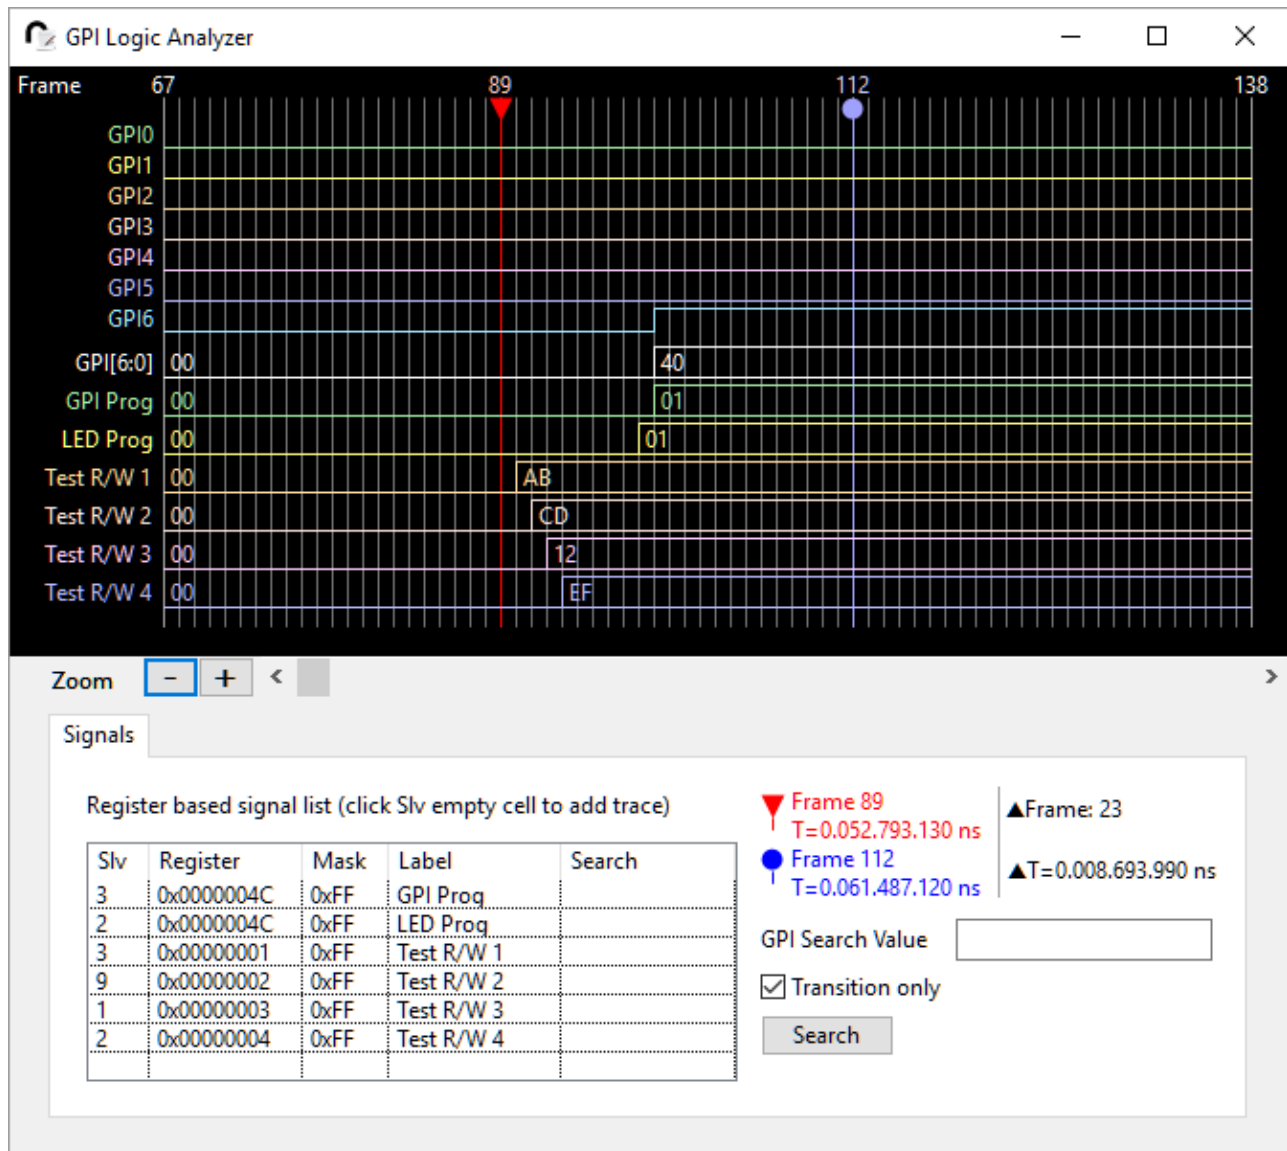 GPI Logic Analyzer
Frame 67 89 112 138
GPI0
GPI1
GPI2
GPI3
GPI4
GPI5
GPI6
GPI[6:0] 00 40
GPI Prog 00 01
LED Prog 00 01
Test R/W 1 00 AB
Test R/W 2 00 CD
Test R/W 3 00 12
Test R/W 4 00 EF
Zoom - + < >
Signals
Register based signal list (click Slv empty cell to add trace)
Slv Register Mask Label Search
3 0x0000004C 0xFF GPI Prog
2 0x0000004C 0xFF LED Prog
3 0x00000001 0xFF Test R/W 1
9 0x00000002 0xFF Test R/W 2
1 0x00000003 0xFF Test R/W 3
2 0x00000004 0xFF Test R/W 4
Frame 89
T=0.052.793.130 ns
Frame 112
T=0.061.487.120 ns
▲Frame: 23
▲T=0.008.693.990 ns
GPI Search Value
Transition only
Search